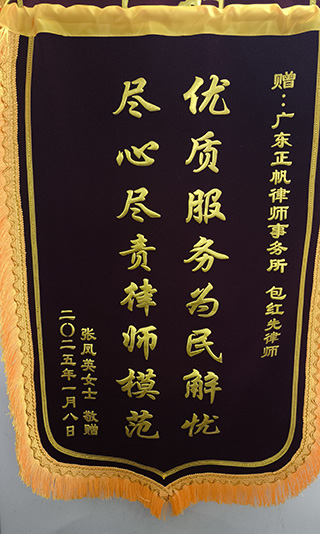 赠：广东正帆律师事务所 包红先律师
优质服务为民解忧
尽心尽责律师模范
张凤英女士 敬赠
二〇二五年一月八日